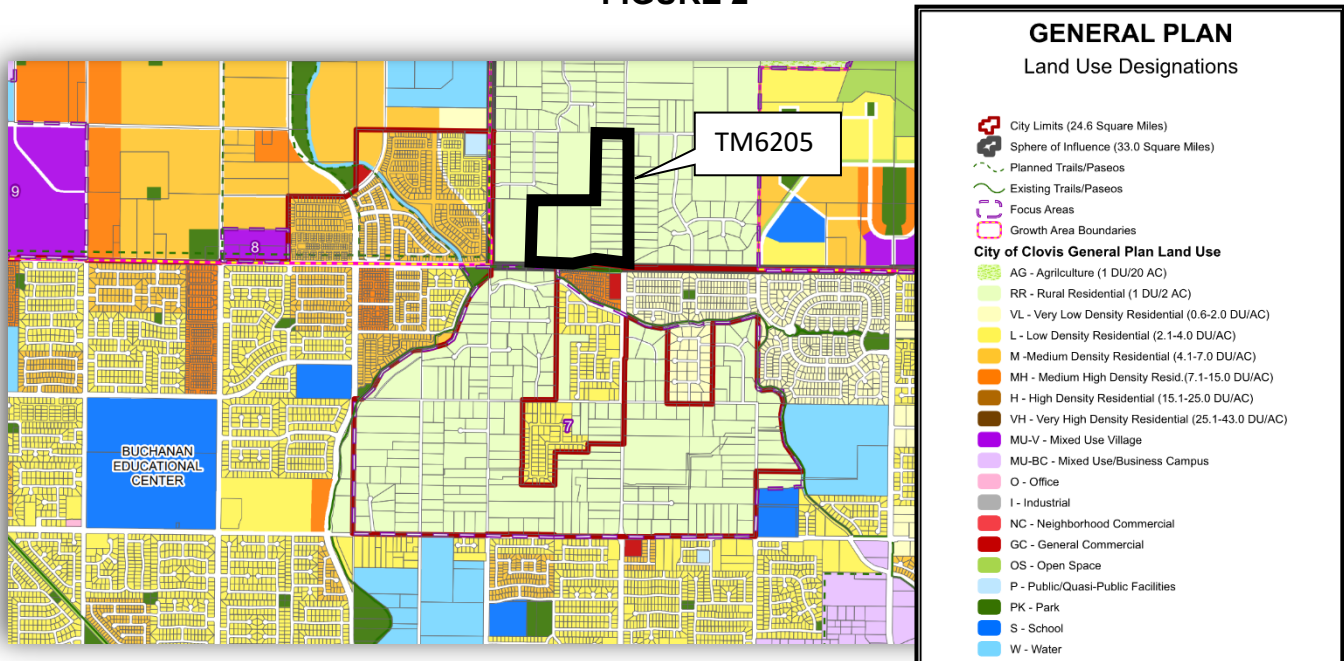 FIGURE 2
GENERAL PLAN
Land Use Designations
City Limits (24.6 Square Miles)
Sphere of Influence (33.0 Square Miles)
Planned Trails/Paseos
Existing Trails/Paseos
Focus Areas
Growth Area Boundaries
City of Clovis General Plan Land Use
AG - Agrilculture (1 DU/20 AC)
RR - Rural Residential (1 DU/2 AC)
VL - Very Low Density Residential (0.6-2.0 DU/AC)
L - Low Density Residential (2.1-4.0 DU/AC)
M -Medium Density Residential (4.1-7.0 DU/AC)
MH - Medium High Density Resid.(7.1-15.0 DU/AC)
H - High Density Residential (15.1-25.0 DU/AC)
VH - Very High Density Residential (25.1-43.0 DU/AC)
MU-V - Mixed Use Village
MU-BC - Mixed Use/Business Campus
O - Office
I - Industrial
NC - Neighborhood Commercial
GC - General Commercial
OS - Open Space
P - Public/Quasi-Public Facilities
PK - Park
S - School
W - Water
TM6205
9
8
7
BUCHANAN
EDUCATIONAL
CENTER